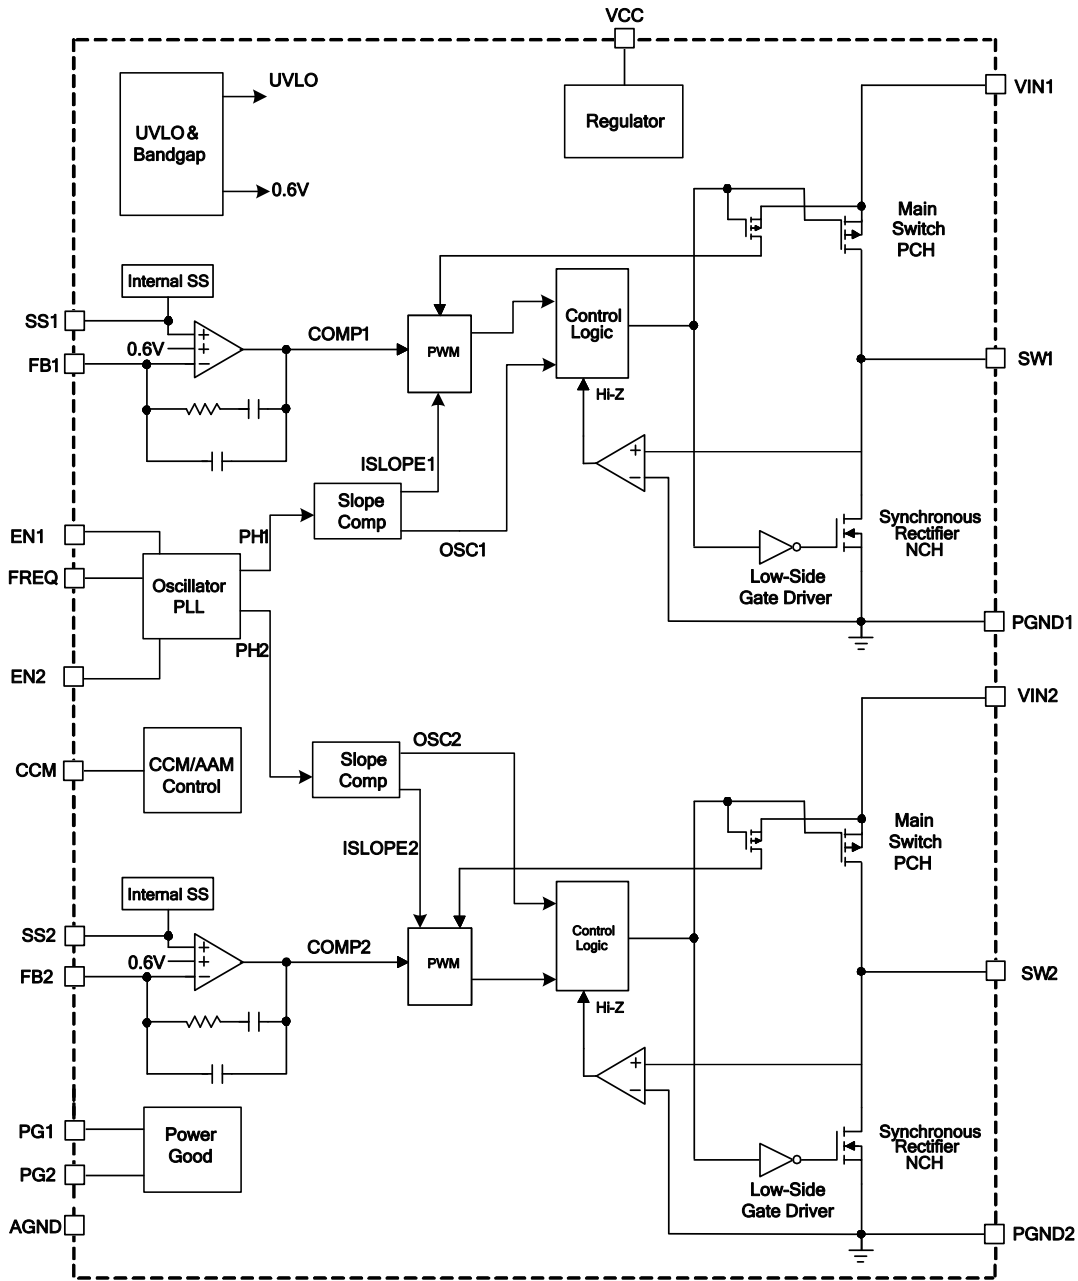 VCC
UVLO
VIN1
UVLO &
Bandgap
Regulator
0.6V
Main
Switch
PCH
Internal SS
SS1
+
COMP1
Control
Logic
0.6V
+
PWM
SW1
FB1
−
Hi-Z
+
ISLOPE1
−
Slope
Comp
Synchronous
Rectifier
NCH
EN1
PH1
OSC1
FREQ
Oscillator
PLL
Low-Side
Gate Driver
PGND1
PH2
EN2
VIN2
OSC2
CCM
CCM/AAM
Control
Slope
Comp
Main
Switch
PCH
ISLOPE2
Internal SS
SS2
+
COMP2
Control
Logic
0.6V
+
PWM
FB2
−
SW2
Hi-Z
+
−
PG1
Power
Good
Synchronous
Rectifier
NCH
PG2
Low-Side
Gate Driver
AGND
PGND2